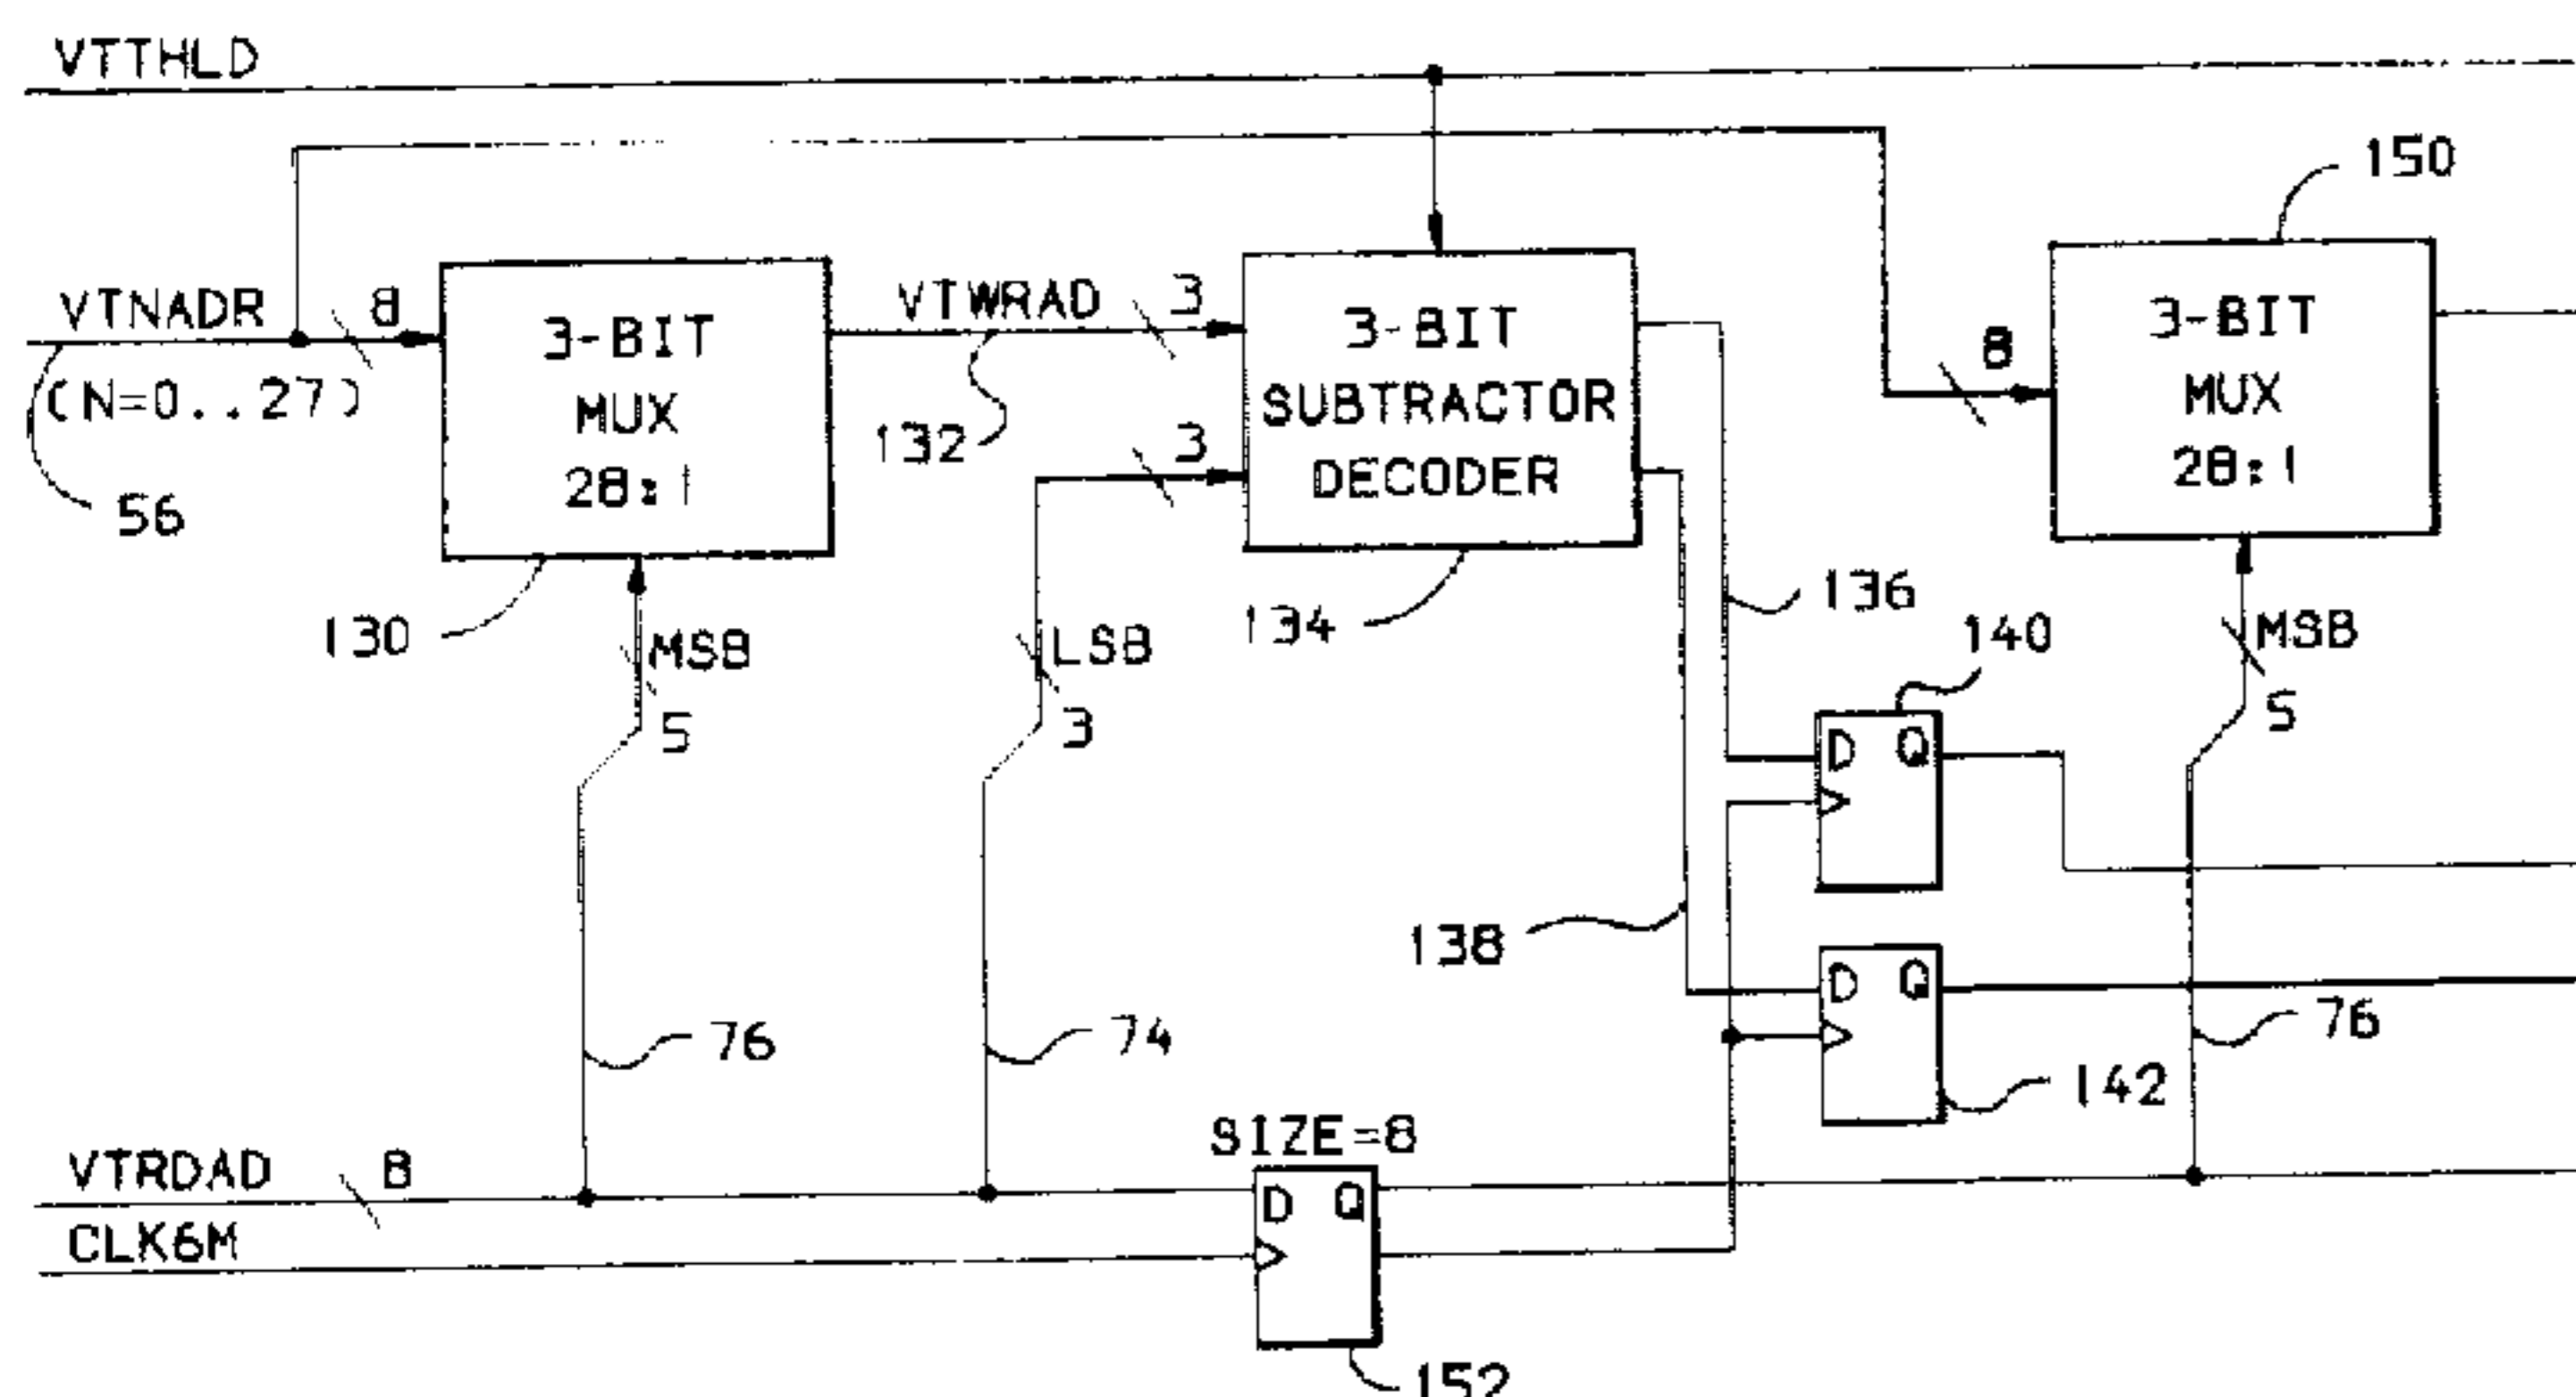 VTTHLD
150
VTNADR
8
(N=0..27)
56
3-BIT
MUX
28:1
130
VTWRAD
3
132
3
3-BIT
SUBTRACTOR
DECODER
134
8
3-BIT
MUX
28:1
136
140
MSB
5
LSB
3
MSB
5
D Q
138
D Q
142
76
74
76
SIZE=8
VTRDAD
8
D Q
CLK6M
152